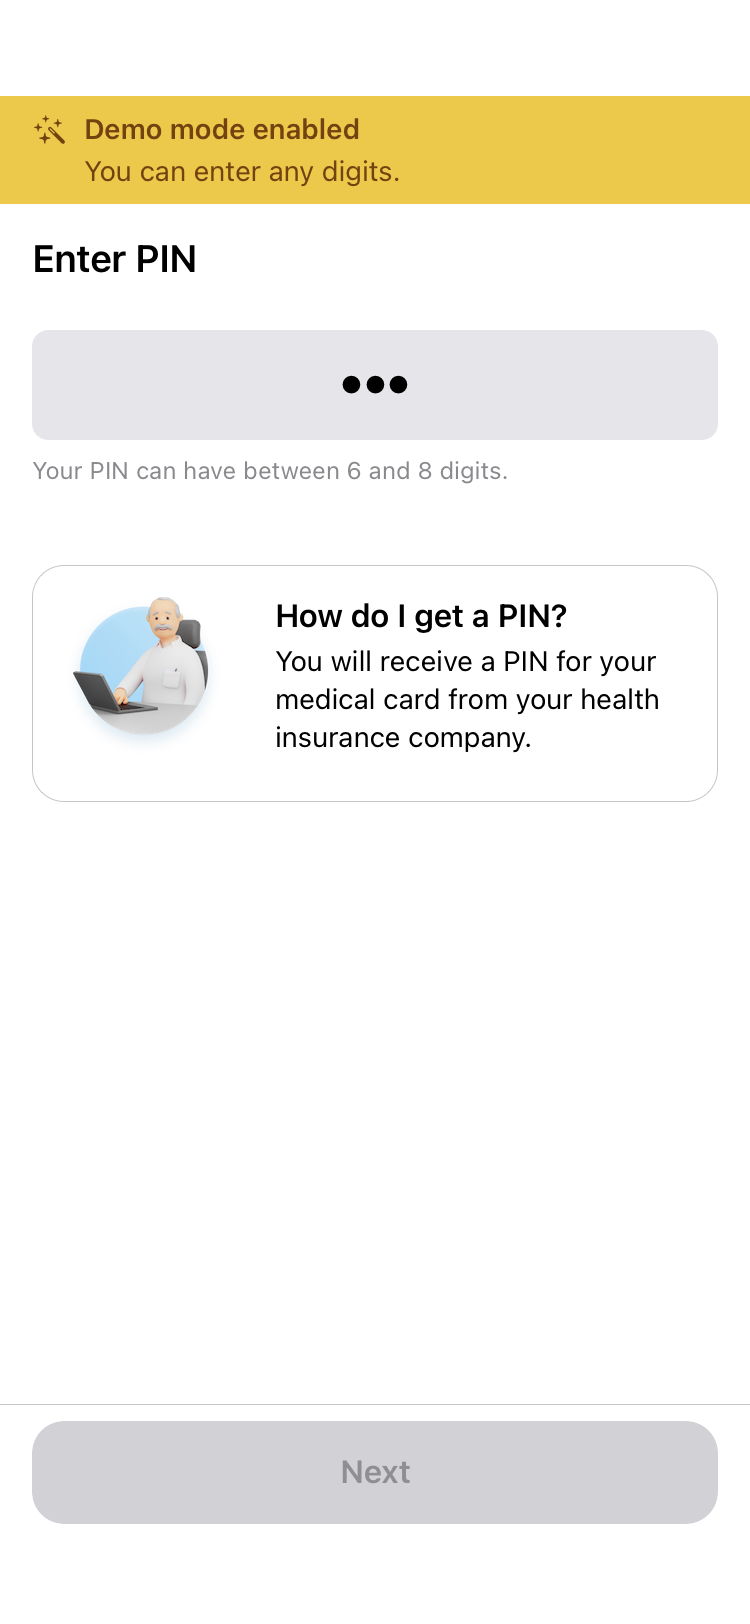 Demo mode enabled
You can enter any digits.
Enter PIN
•••
Your PIN can have between 6 and 8 digits.
How do I get a PIN?
You will receive a PIN for your
medical card from your health
insurance company.
Next